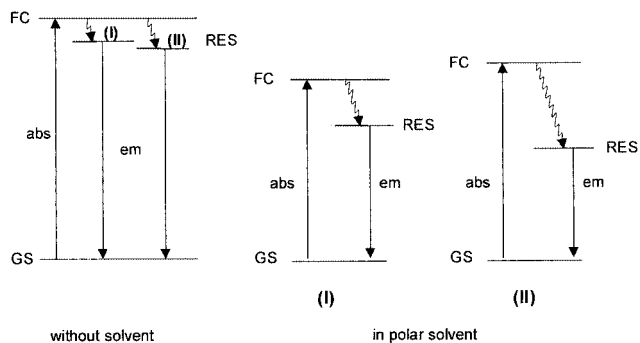 FC
(I)
(II)
RES
abs
em
GS
without solvent
FC
RES
abs
em
GS
(I)
FC
RES
abs
em
GS
(II)
in polar solvent